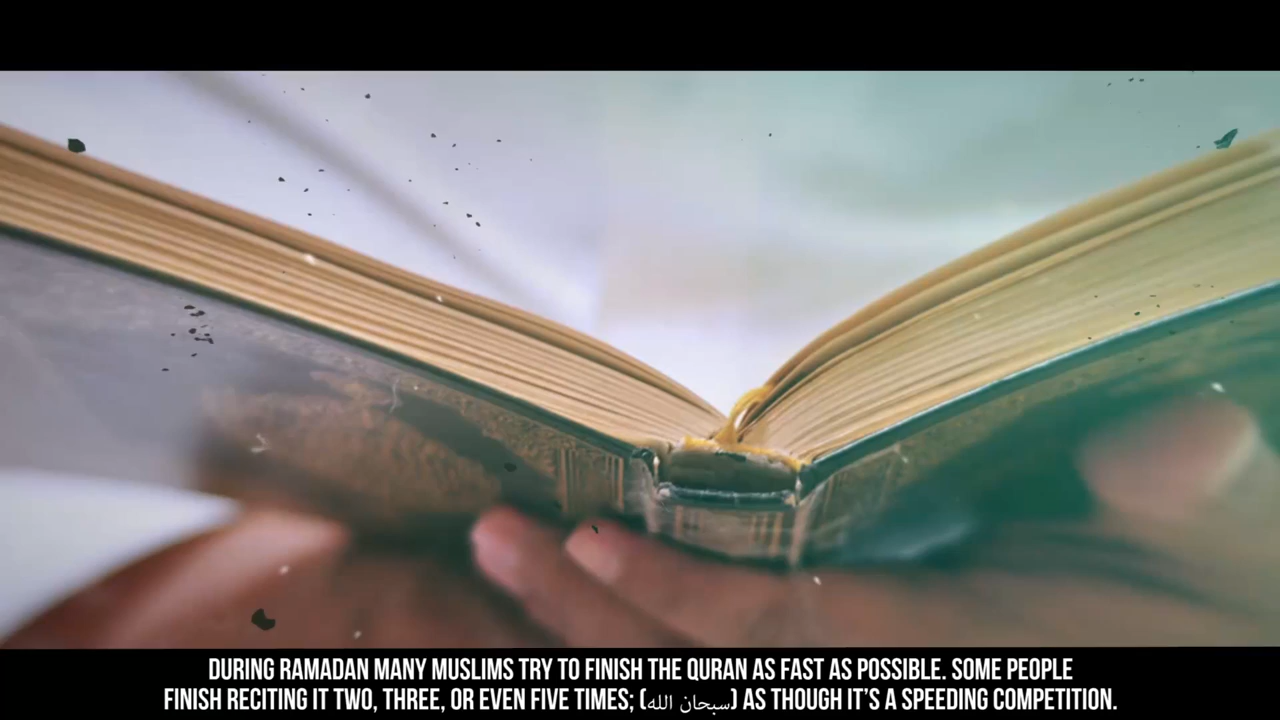 DURING RAMADAN MANY MUSLIMS TRY TO FINISH THE QURAN AS FAST AS POSSIBLE. SOME PEOPLE
FINISH RECITING IT TWO, THREE, OR EVEN FIVE TIMES; (سبحان الله) AS THOUGH IT’S A SPEEDING COMPETITION.